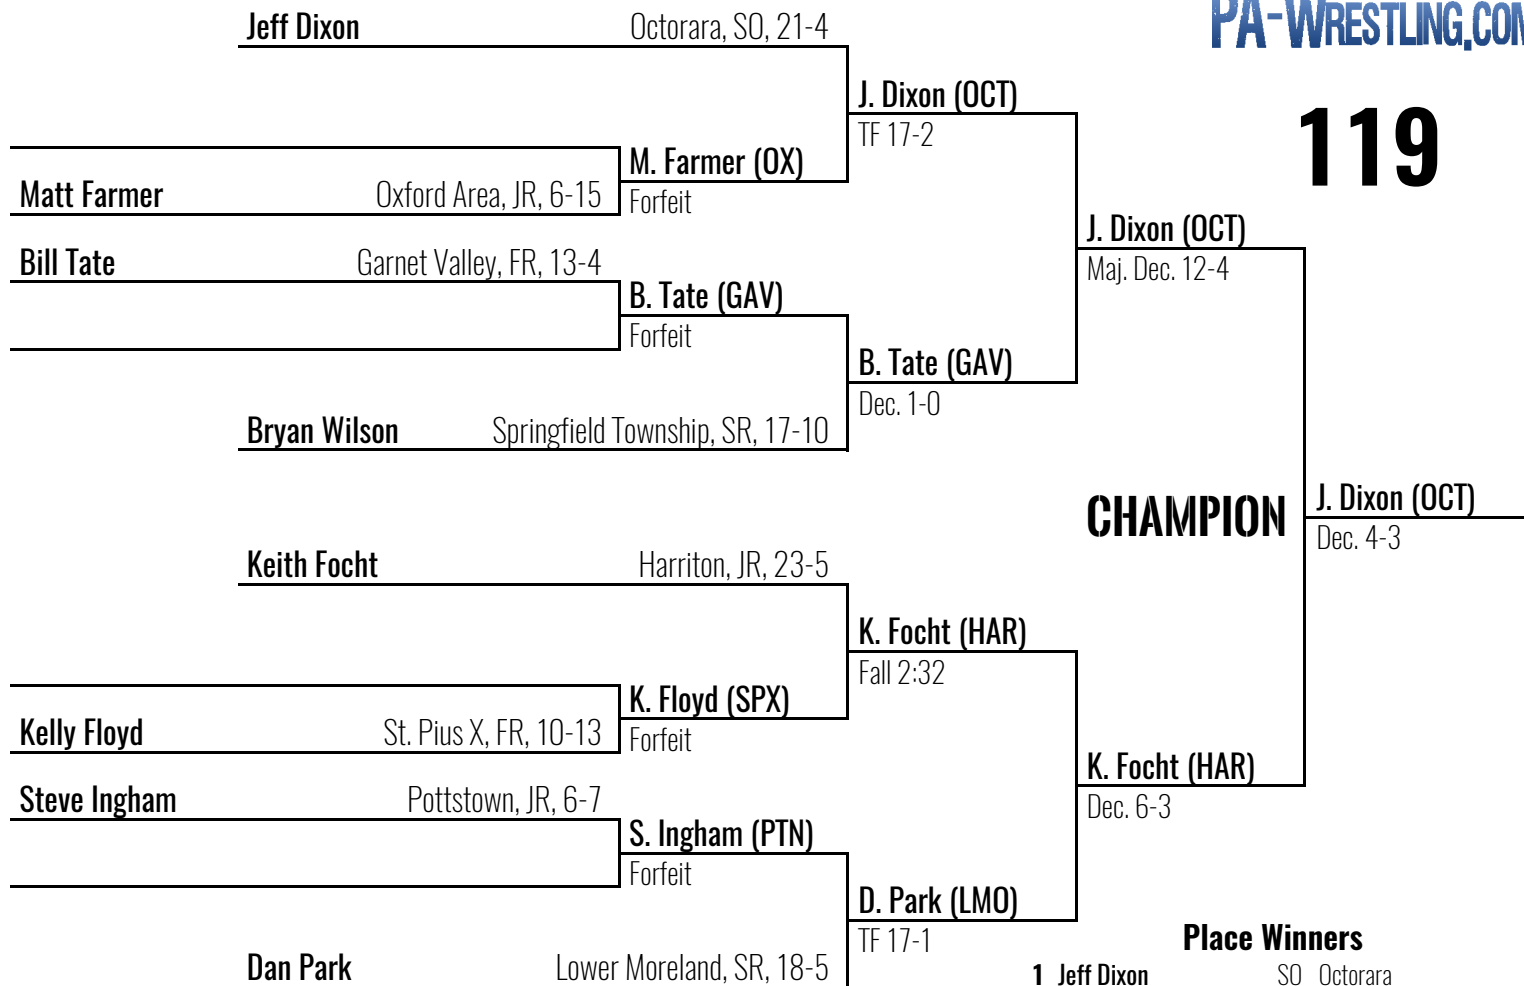 PA-WRESTLING.COM
119
Jeff Dixon Octorara, SO, 21-4
J. Dixon (OCT)
TF 17-2
M. Farmer (OX)
Matt Farmer Oxford Area, JR, 6-15
Forfeit
J. Dixon (OCT)
Maj. Dec. 12-4
Bill Tate Garnet Valley, FR, 13-4
B. Tate (GAV)
Forfeit
B. Tate (GAV)
Dec. 1-0
Bryan Wilson Springfield Township, SR, 17-10
CHAMPION
J. Dixon (OCT)
Dec. 4-3
Keith Focht Harriton, JR, 23-5
K. Focht (HAR)
Fall 2:32
K. Floyd (SPX)
Kelly Floyd St. Pius X, FR, 10-13
Forfeit
K. Focht (HAR)
Dec. 6-3
Steve Ingham Pottstown, JR, 6-7
S. Ingham (PTN)
Forfeit
D. Park (LMO)
TF 17-1
Dan Park Lower Moreland, SR, 18-5
Place Winners
1 Jeff Dixon SO Octorara